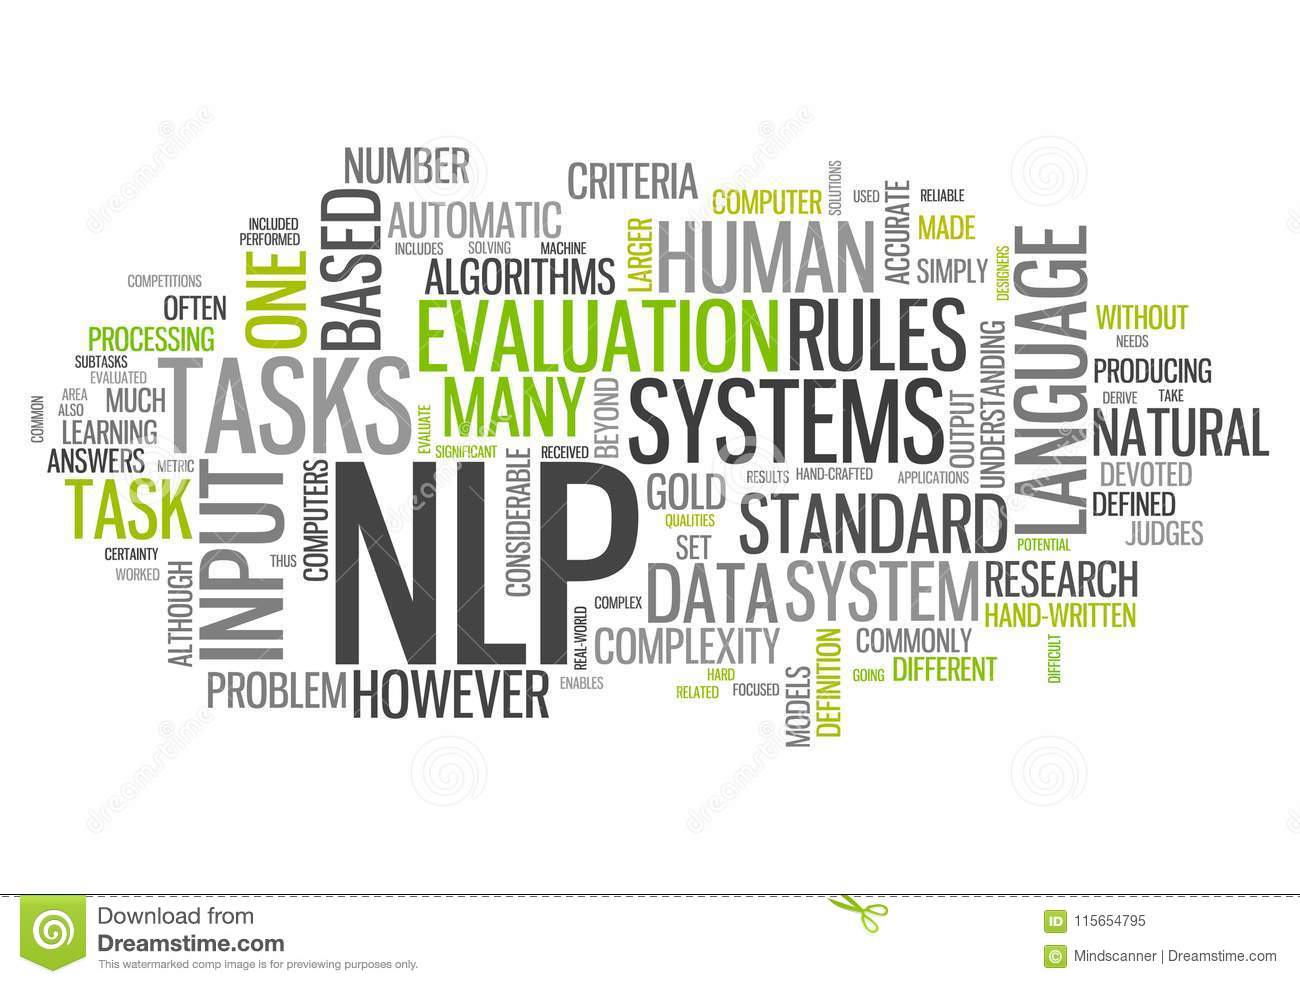 NUMBER
CRITERIA
SOLUTIONS
COMPUTER
USED
ACCURATE
RELIABLE
BASED
AUTOMATIC
INCLUDED
PERFORMED
INCLUDES
SOLVING
MACHINE
LARGER
HUMAN
MADE
SIMPLY
DESIGNERS
LANGUAGE
ONE
ALGORITHMS
COMPETITIONS
OFTEN
PROCESSING
EVALUATION
RULES
WITHOUT
NEEDS
SUBTASKS
EVALUATED
TASKS
MANY
BEYOND
SYSTEMS
OUTPUT
UNDERSTANDING
PRODUCING
DERIVE
TAKE
COMMON
AREA
ALSO
MUCH
LEARNING
EVALUATE
NATURAL
ANSWERS
METRIC
SIGNIFICANT
RECEIVED
RESULTS
HAND-CRAFTED
APPLICATIONS
DEVOTED
TASK
INPUT
COMPUTERS
NLP
CONSIDERABLE
GOLD
QUALITIES
STANDARD
DEFINED
JUDGES
CERTAINTY
WORKED
THUS
SET
POTENTIAL
ALTHOUGH
COMPLEX
DATA
SYSTEM
RESEARCH
HAND-WRITTEN
REAL-WORLD
COMPLEXITY
COMMONLY
DIFFICULT
PROBLEM
HOWEVER
ENABLES
HARD
RELATED
FOCUSED
MODELS
DEFINITION
GOING
DIFFERENT
dreamstime
dreamstime
dreamstime
dreamstime
Download from
Dreamstime.com
This watermarked comp image is for previewing purposes only.
ID 115654795
© Mindscanner | Dreamstime.com